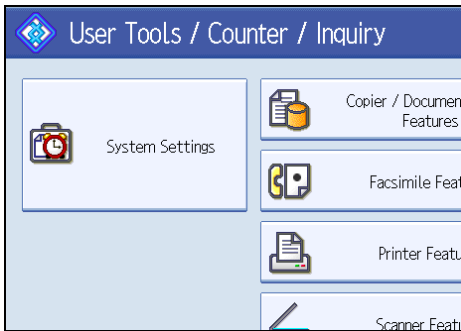 User Tools / Counter / Inquiry
System Settings
Copier / Documen
Features
Facsimile Feat
Printer Featu
Scanner Featu